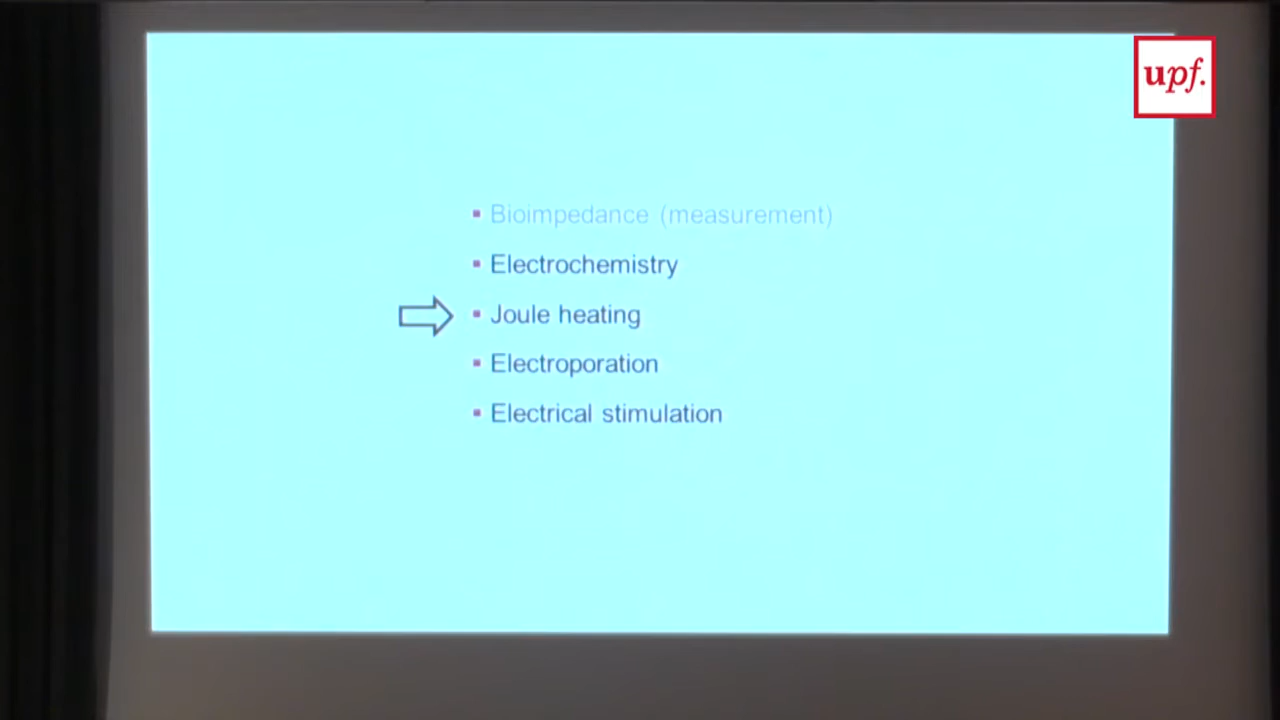 upf.
Bioimpedance (measurement)
Electrochemistry
Joule heating
Electroporation
Electrical stimulation